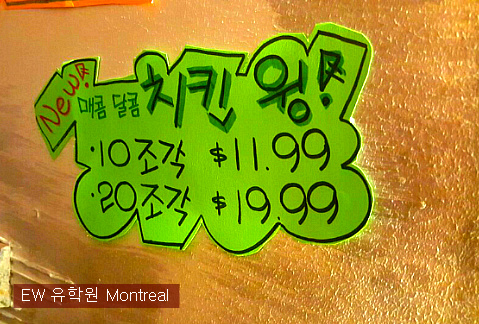 New!
매콤 달콤 치킨 윙!
·10조각 $11.99
·20조각 $19.99
EW 유학원 Montreal